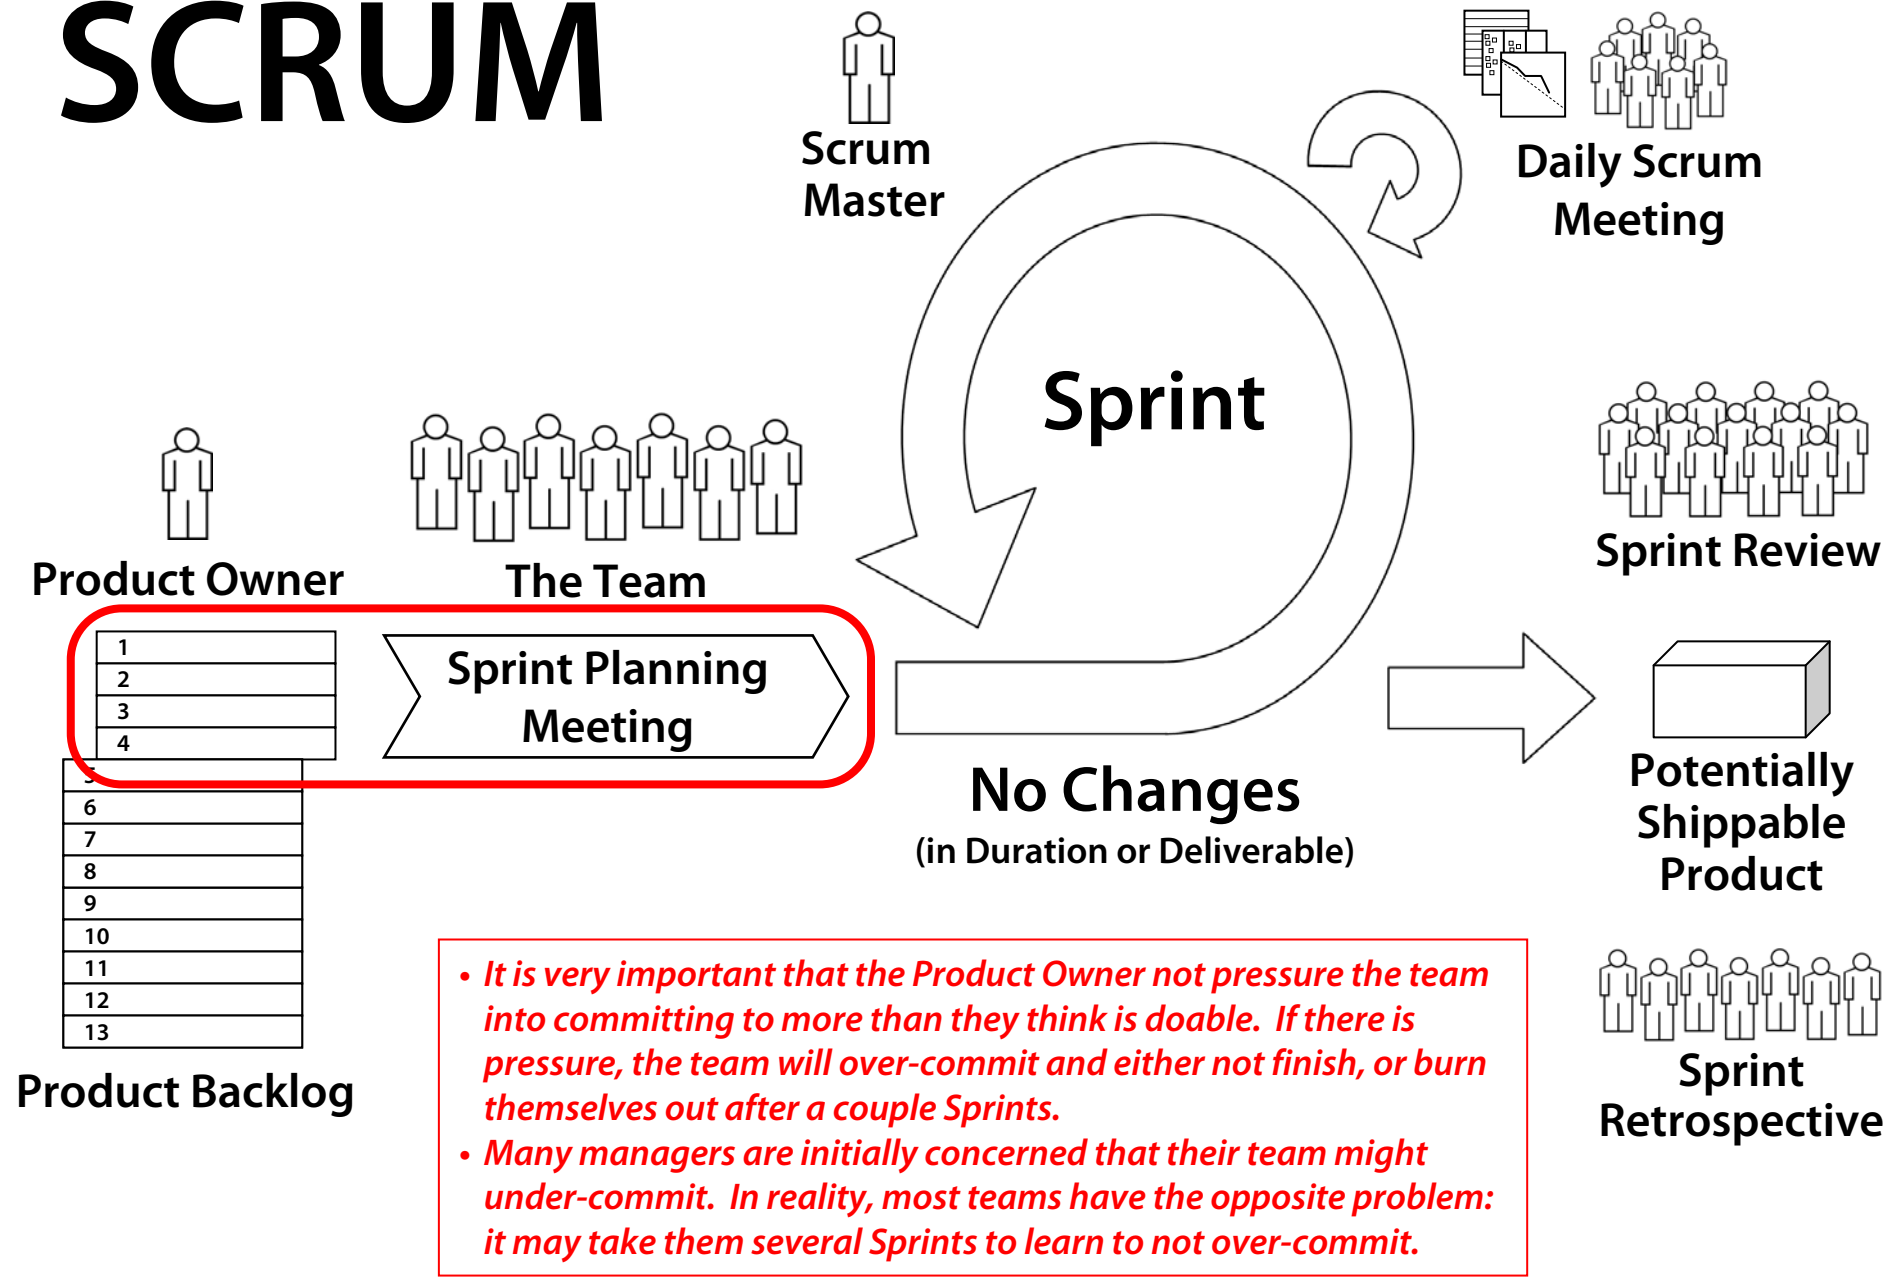 SCRUM
Scrum
Master
Daily Scrum
Meeting
Sprint
Product Owner
The Team
Sprint Review
1
2
3
4
5
6
7
8
9
10
11
12
13
Product Backlog
Sprint Planning
Meeting
No Changes
(in Duration or Deliverable)
Potentially
Shippable
Product
• It is very important that the Product Owner not pressure the team
into committing to more than they think is doable.  If there is
pressure, the team will over-commit and either not finish, or burn
themselves out after a couple Sprints.
• Many managers are initially concerned that their team might
under-commit.  In reality, most teams have the opposite problem:
it may take them several Sprints to learn to not over-commit.
Sprint
Retrospective